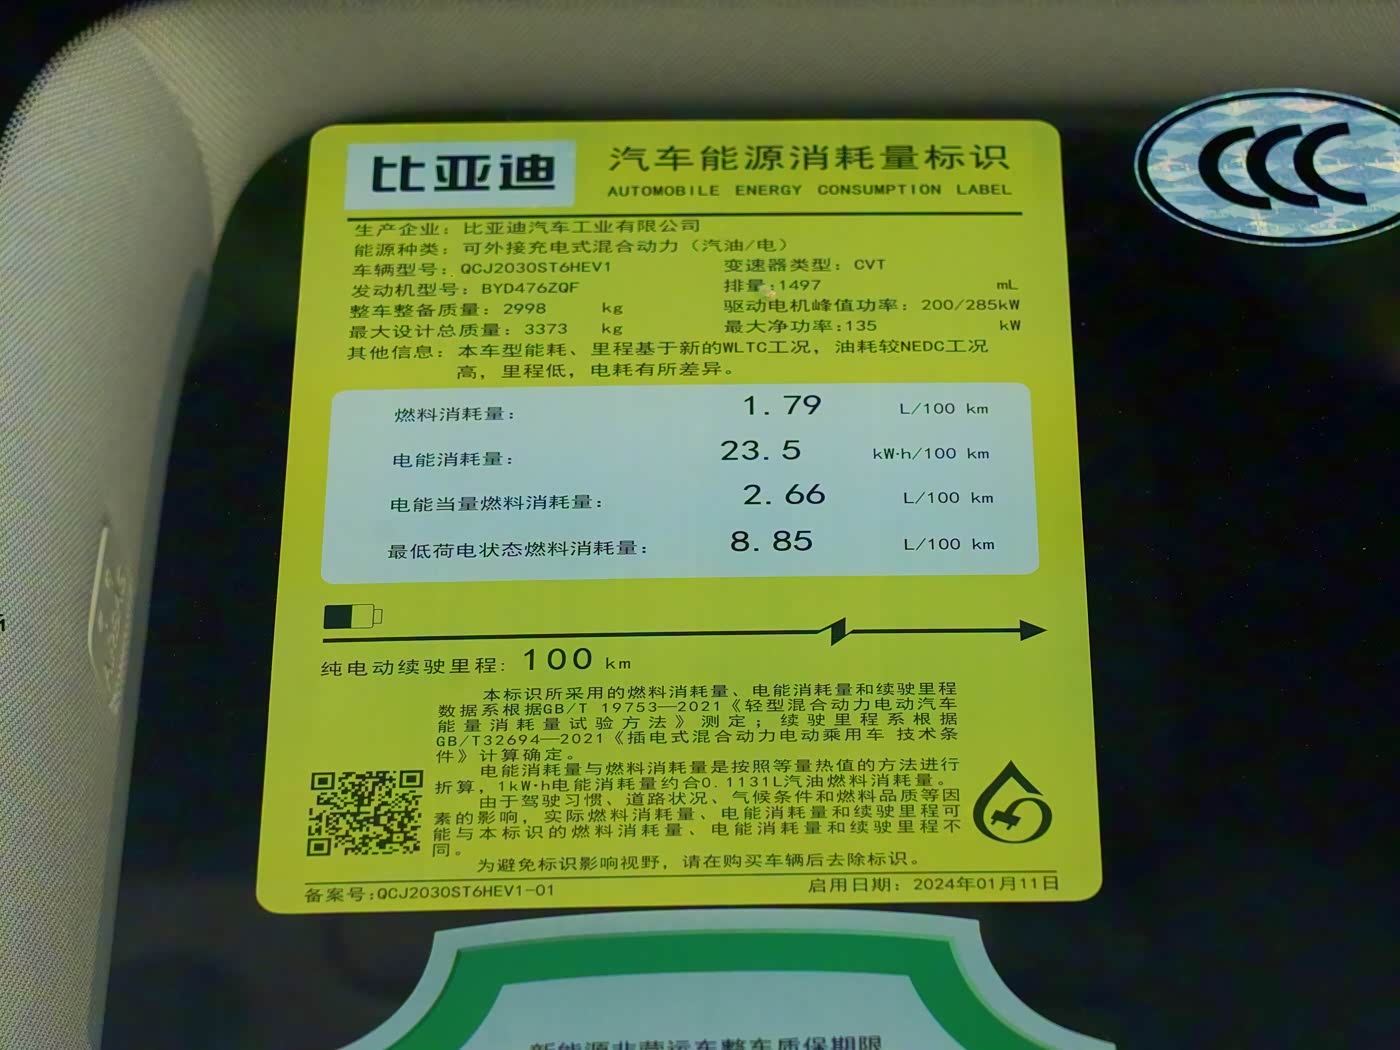 比亚迪
汽车能源消耗量标识
AUTOMOBILE ENERGY CONSUMPTION LABEL
CCC
生产企业：比亚迪汽车工业有限公司
能源种类：可外接充电式混合动力（汽油/电）
车辆型号：QCJ2030ST6HEV1 变速器类型：CVT
发动机型号：BYD476ZQF 排量：1497 mL
整车整备质量：2998 kg 驱动电机峰值功率：200/285kW
最大设计总质量：3373 kg 最大净功率：135 kW
其他信息：本车型能耗、里程基于新的WLTC工况，油耗较NEDC工况
高，里程低，电耗有所差异。
燃料消耗量： 1.79 L/100 km
电能消耗量： 23.5 kW·h/100 km
电能当量燃料消耗量： 2.66 L/100 km
最低荷电状态燃料消耗量： 8.85 L/100 km
纯电动续驶里程：100 km
本标识所采用的燃料消耗量、电能消耗量和续驶里程
数据系根据GB/T 19753—2021《轻型混合动力电动汽车
能量消耗量试验方法》测定；续驶里程系根据
GB/T32694—2021《插电式混合动力电动乘用车 技术条
件》计算确定。
电能消耗量与燃料消耗量是按照等量热值的方法进行
折算，1kW·h电能消耗量约合0.1131L汽油燃料消耗量。
由于驾驶习惯、道路状况、气候条件和燃料品质等因
素的影响，实际燃料消耗量、电能消耗量和续驶里程可
能与本标识的燃料消耗量、电能消耗量和续驶里程不
同。
为避免标识影响视野，请在购买车辆后去除标识。
备案号：QCJ2030ST6HEV1-01 启用日期：2024年01月11日
新能源非营运车整车质保期限